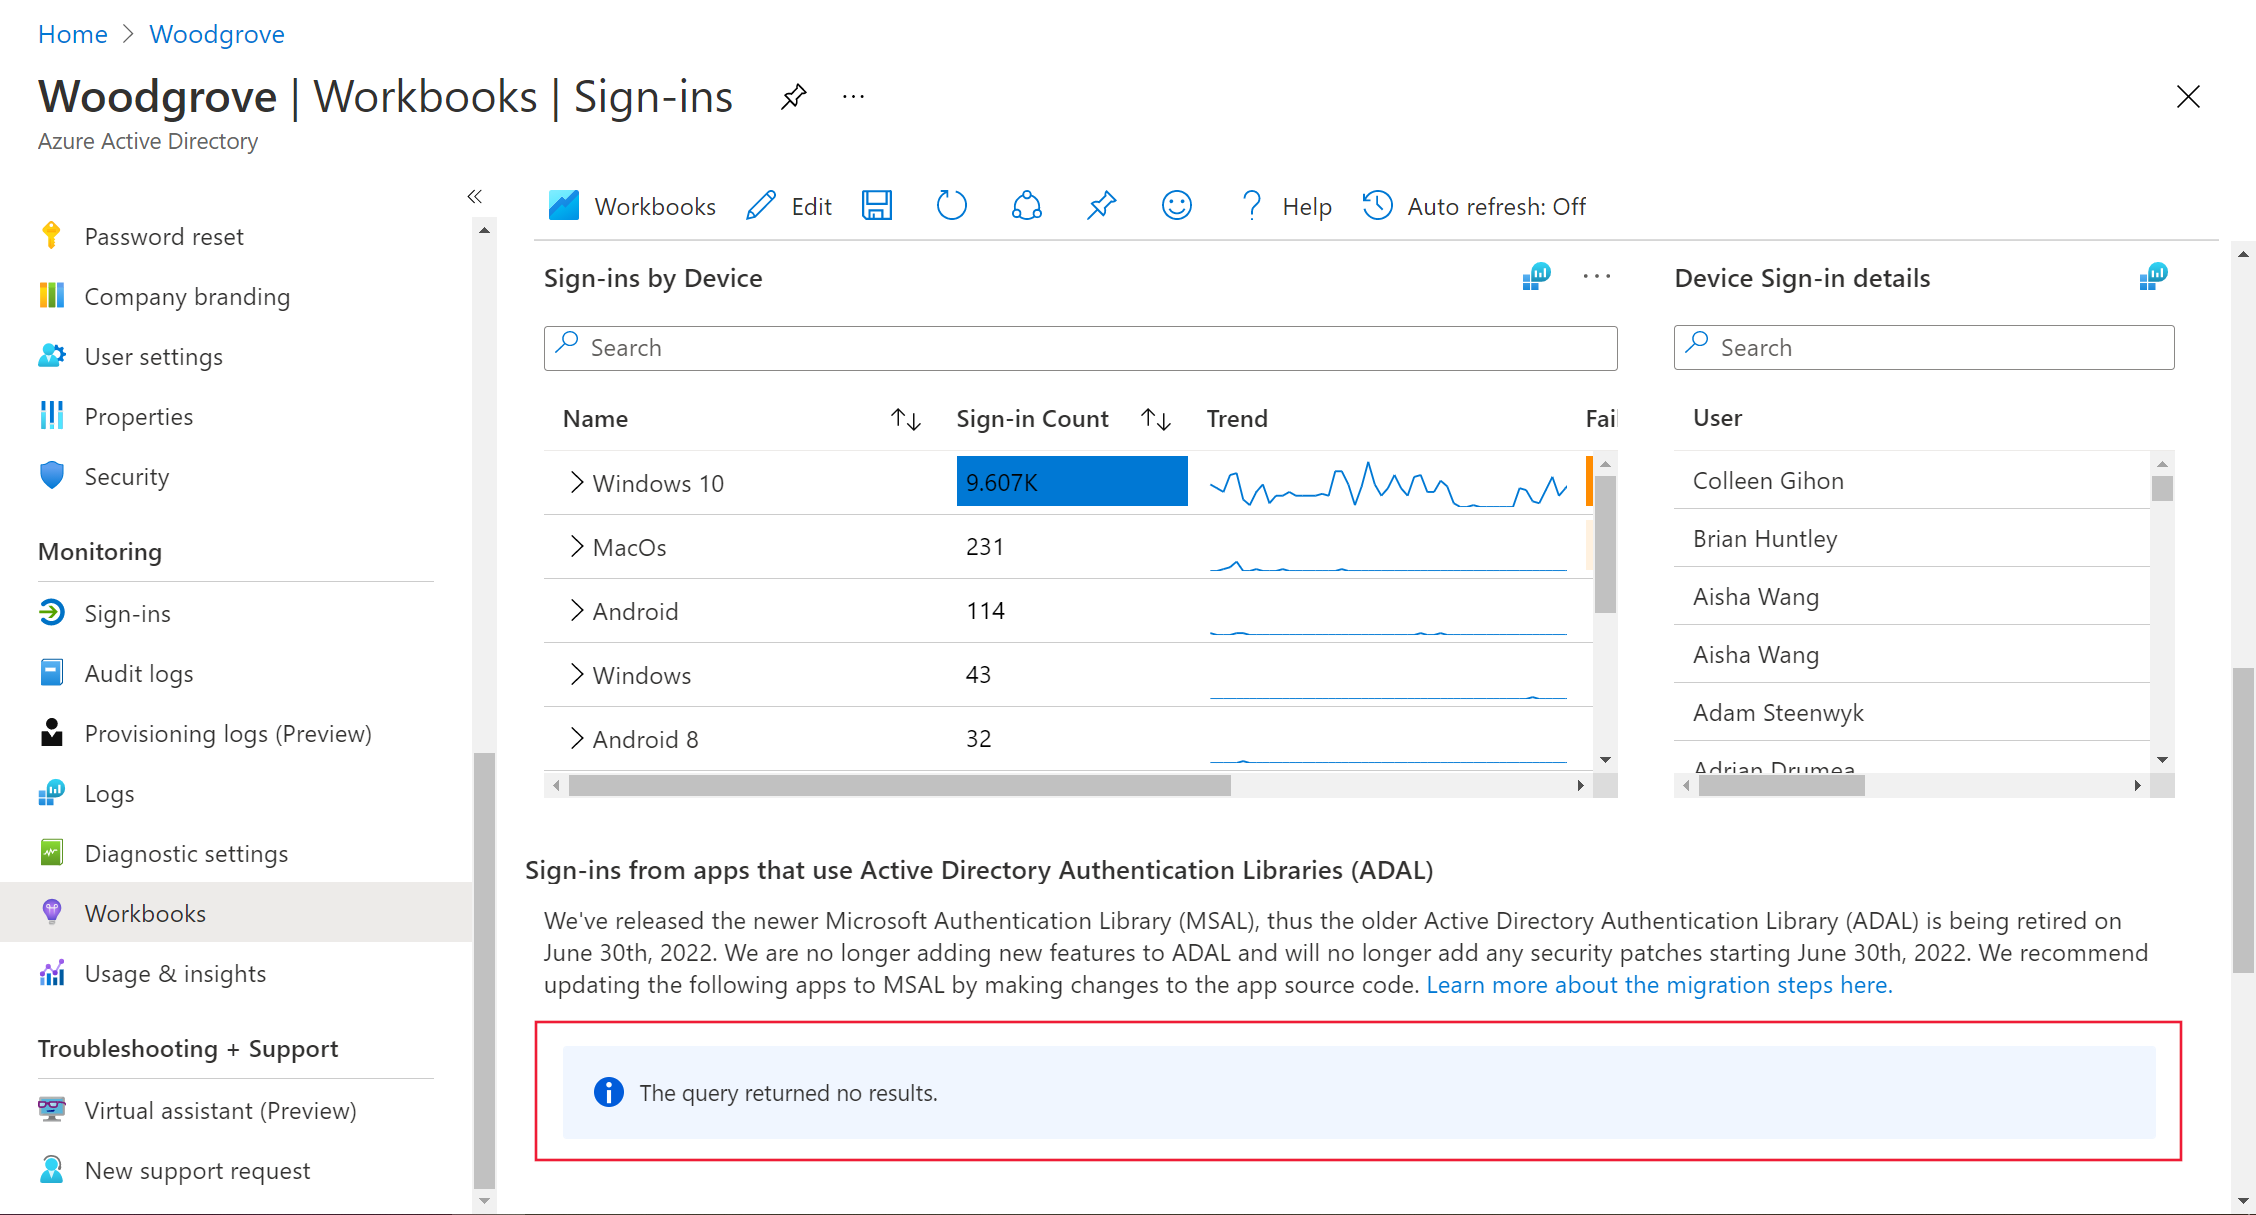 Home > Woodgrove
Woodgrove | Workbooks | Sign-ins ···
Azure Active Directory
Password reset
Company branding
User settings
Properties
Security
Monitoring
Sign-ins
Audit logs
Provisioning logs (Preview)
Logs
Diagnostic settings
Workbooks
Usage & insights
Troubleshooting + Support
Virtual assistant (Preview)
New support request
Workbooks Edit Help Auto refresh: Off
Sign-ins by Device
Search
Name Sign-in Count Trend Fai
Windows 10 9.607K
MacOs 231
Android 114
Windows 43
Android 8 32
Device Sign-in details
Search
User
Colleen Gihon
Brian Huntley
Aisha Wang
Aisha Wang
Adam Steenwyk
Adrian Drumea
Sign-ins from apps that use Active Directory Authentication Libraries (ADAL)
We've released the newer Microsoft Authentication Library (MSAL), thus the older Active Directory Authentication Library (ADAL) is being retired on
June 30th, 2022. We are no longer adding new features to ADAL and will no longer add any security patches starting June 30th, 2022. We recommend
updating the following apps to MSAL by making changes to the app source code. Learn more about the migration steps here.
The query returned no results.